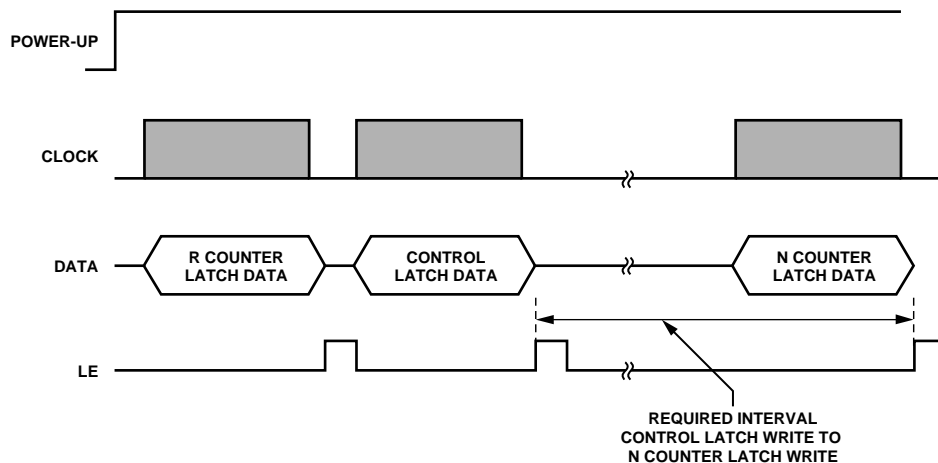 POWER-UP
CLOCK
DATA
R COUNTER
LATCH DATA
CONTROL
LATCH DATA
N COUNTER
LATCH DATA
LE
REQUIRED INTERVAL
CONTROL LATCH WRITE TO
N COUNTER LATCH WRITE